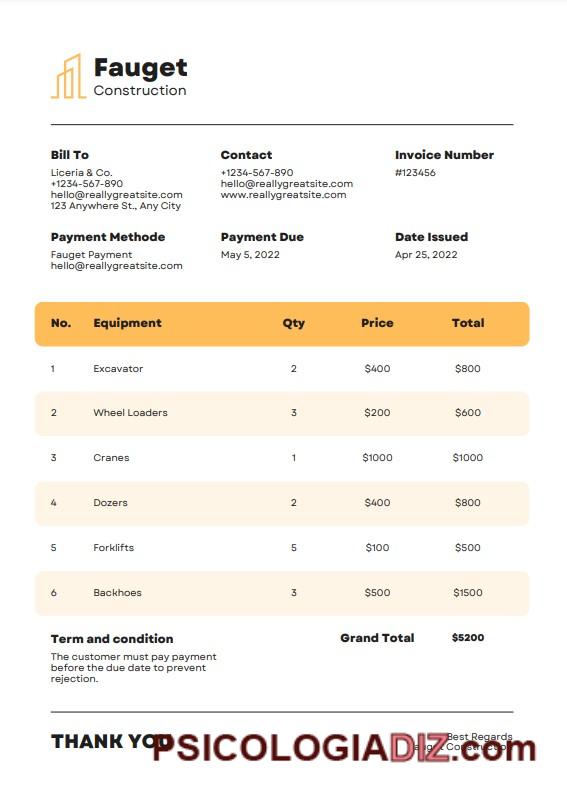 Fauget
Construction
Bill To
Liceria & Co.
+1234-567-890
hello@reallygreatsite.com
123 Anywhere St., Any City
Contact
+1234-567-890
hello@reallygreatsite.com
www.reallygreatsite.com
Invoice Number
#123456
Payment Methode
Fauget Payment
hello@reallygreatsite.com
Payment Due
May 5, 2022
Date Issued
Apr 25, 2022
No. Equipment Qty Price Total
1 Excavator 2 $400 $800
2 Wheel Loaders 3 $200 $600
3 Cranes 1 $1000 $1000
4 Dozers 2 $400 $800
5 Forklifts 5 $100 $500
6 Backhoes 3 $500 $1500
Grand Total $5200
Term and condition
The customer must pay payment
before the due date to prevent
rejection.
THANK YOU
Best Regards
Fauget Construction
PSICOLOGIADIZ.com